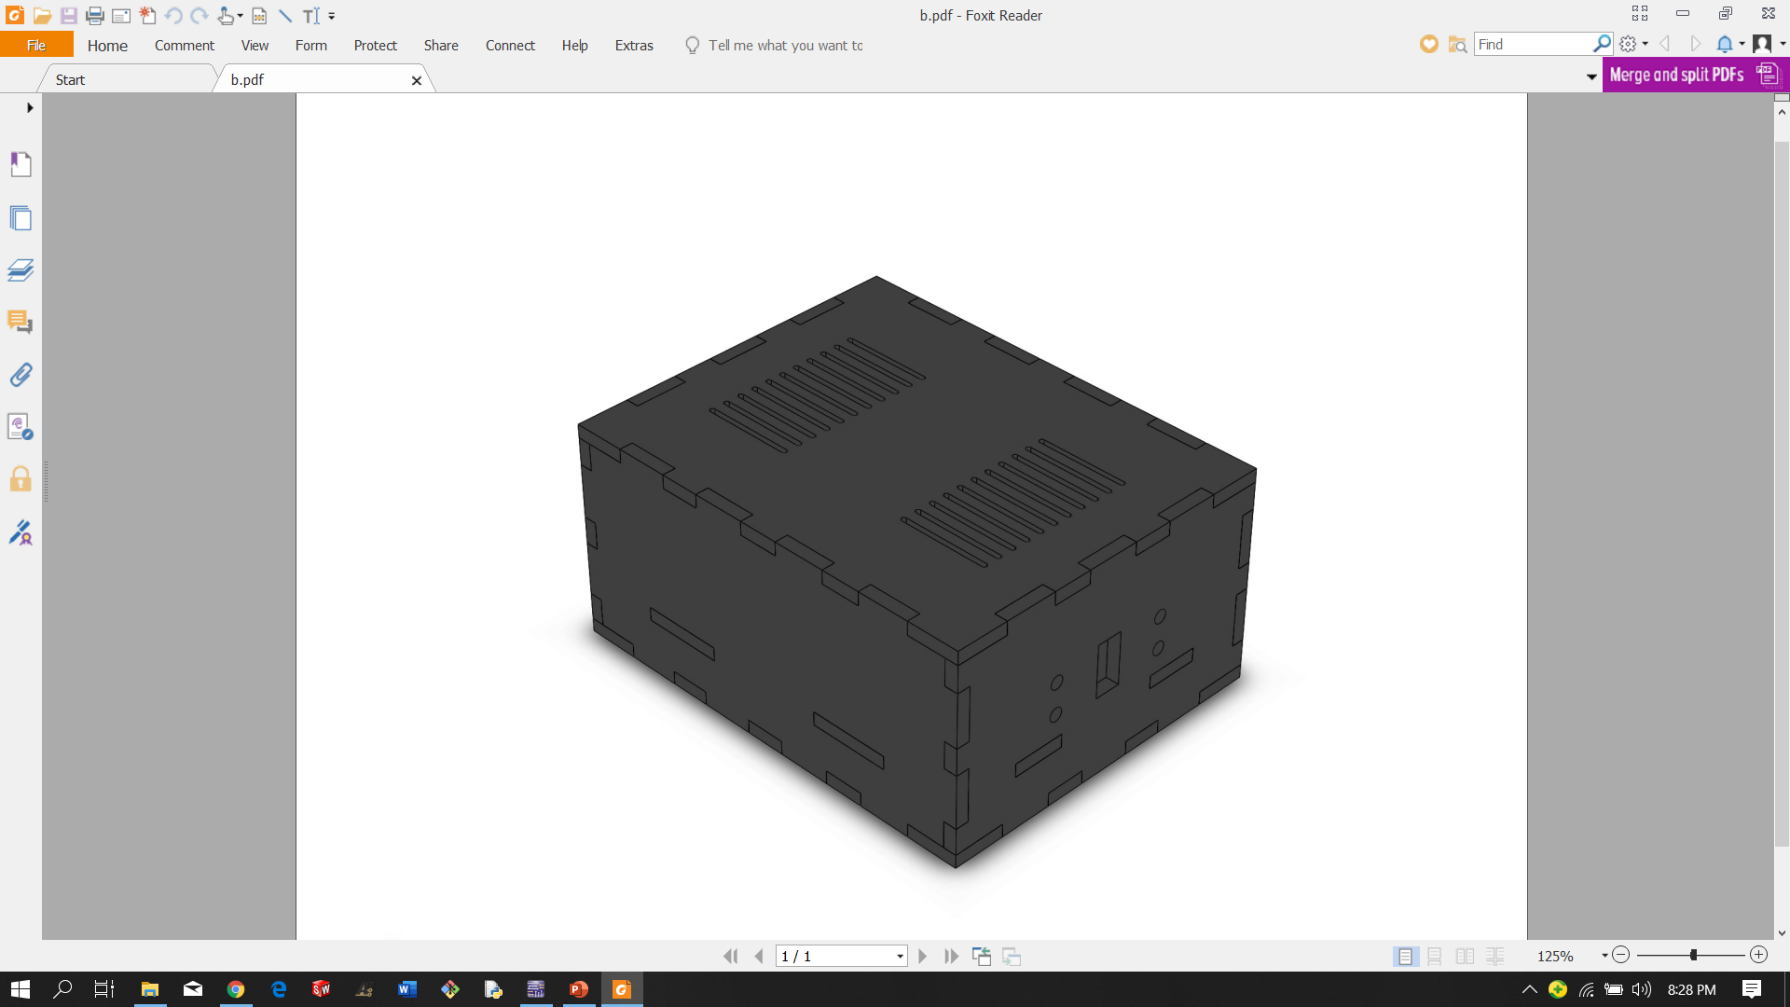 b.pdf - Foxit Reader
File Home Comment View Form Protect Share Connect Help Extras Tell me what you want to Find
Start b.pdf Merge and split PDFs
1 / 1 125%
8:28 PM